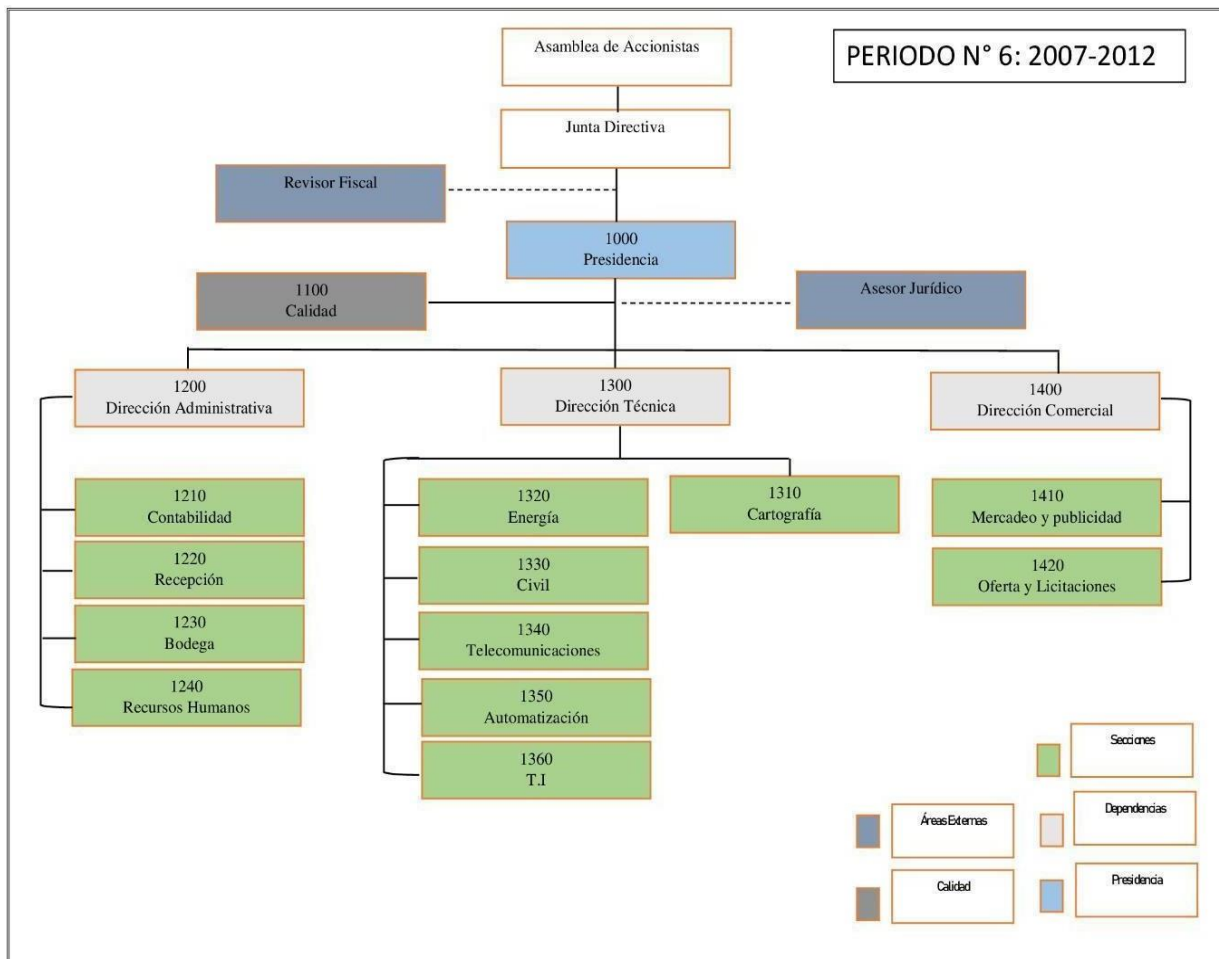 Asamblea de Accionistas
PERIODO N° 6: 2007-2012
Junta Directiva
Revisor Fiscal
1000
Presidencia
1100
Calidad
Asesor Jurídico
1200
Dirección Administrativa
1300
Dirección Técnica
1400
Dirección Comercial
1210
Contabilidad
1220
Recepción
1230
Bodega
1240
Recursos Humanos
1320
Energía
1330
Civil
1340
Telecomunicaciones
1350
Automatización
1360
T.I
1310
Cartografía
1410
Mercadeo y publicidad
1420
Oferta y Licitaciones
Secciones
Áreas Externas
Dependencias
Calidad
Presidencia